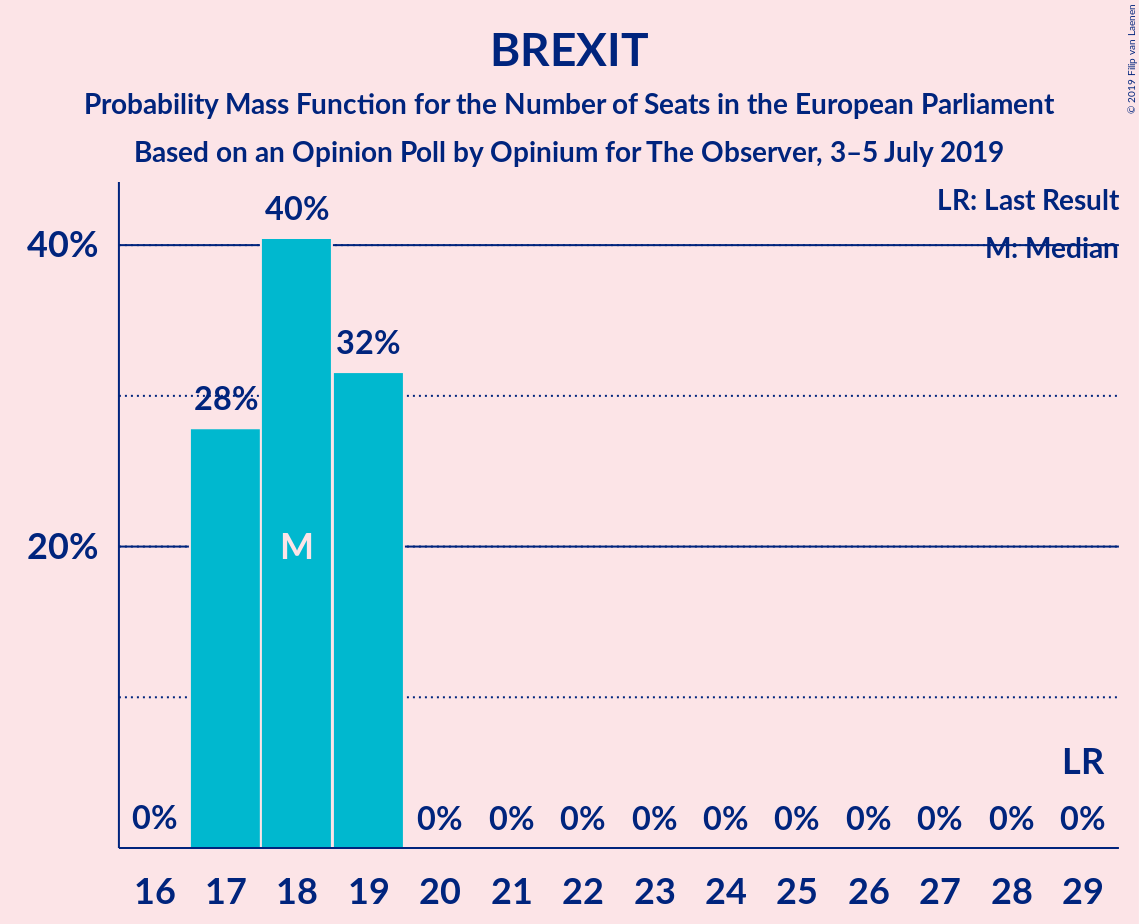 BREXIT
Probability Mass Function for the Number of Seats in the European Parliament
Based on an Opinion Poll by Opinium for The Observer, 3–5 July 2019
© 2019 Filip van Laenen
LR: Last Result
M: Median
40%
20%
28%
40%
32%
M
LR
0% 0% 0% 0% 0% 0% 0% 0% 0% 0% 0%
16 17 18 19 20 21 22 23 24 25 26 27 28 29